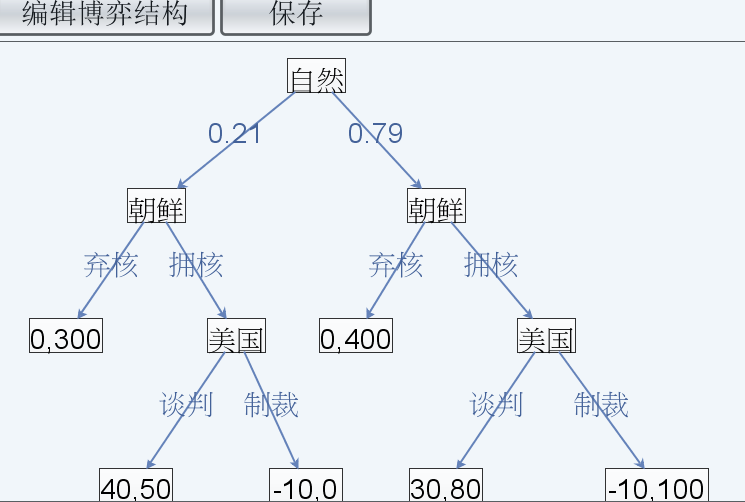 编辑博弈结构 保存
自然
0.21 0.79
朝鲜 朝鲜
弃核 拥核 弃核 拥核
0,300 美国 0,400 美国
谈判 制裁 谈判 制裁
40,50 -10,0 30,80 -10,100